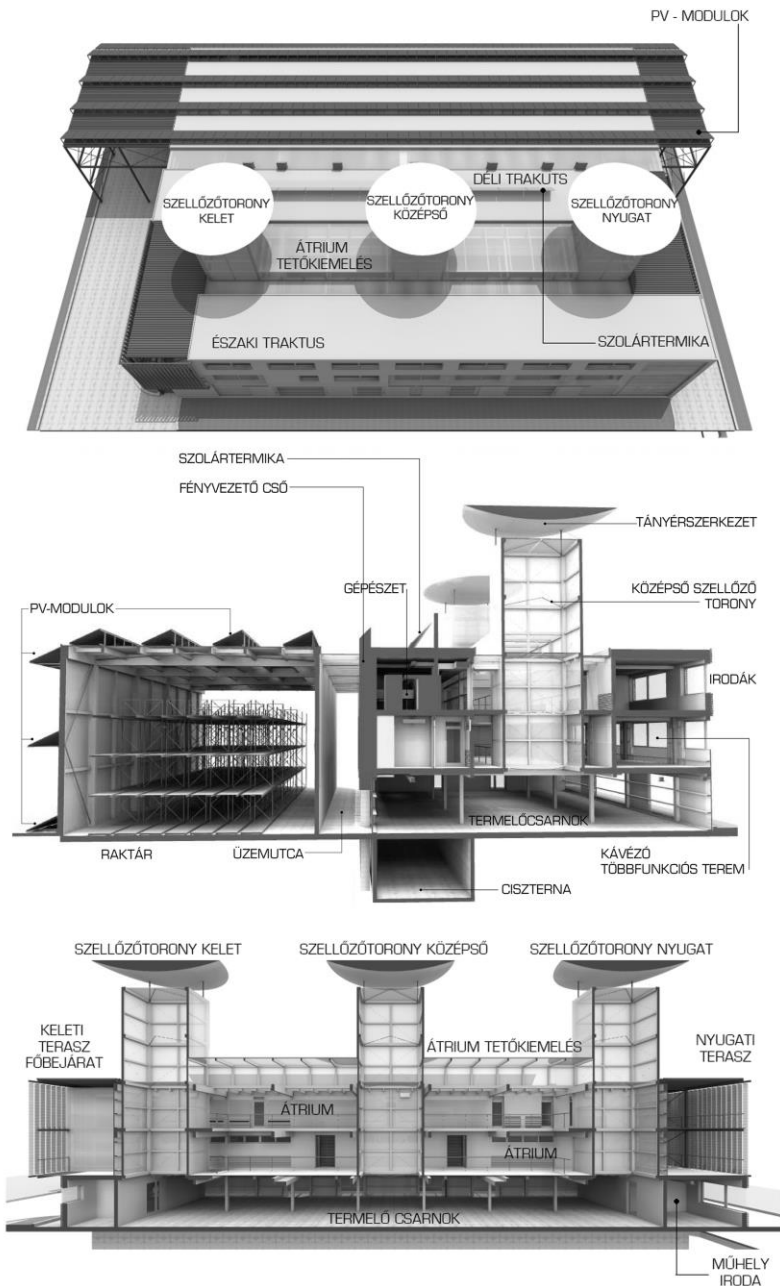 PV - MODULOK
DÉLI TRAKUTS
SZELLŐZŐTORONY
KELET
SZELLŐZŐTORONY
KÖZÉPSŐ
SZELLŐZŐTORONY
NYUGAT
ÁTRIUM
TETŐKIEMELÉS
ÉSZAKI TRAKTUS
SZOLÁRTERMIKA
SZOLÁRTERMIKA
FÉNYVEZETŐ CSŐ
TÁNYÉRSZERKEZET
GÉPÉSZET
KÖZÉPSŐ SZELLŐZŐ
TORONY
PV-MODULOK
IRODÁK
TERMELŐCSARNOK
RAKTÁR
ÜZEMUTCA
KÁVÉZÓ
TÖBBFUNKCIÓS TEREM
CISZTERNA
SZELLŐZŐTORONY KELET
SZELLŐZŐTORONY KÖZÉPSŐ
SZELLŐZŐTORONY NYUGAT
KELETI
TERASZ
FŐBEJÁRAT
ÁTRIUM TETŐKIEMELÉS
NYUGATI
TERASZ
ÁTRIUM
ÁTRIUM
TERMELŐ CSARNOK
MŰHELY
IRODA